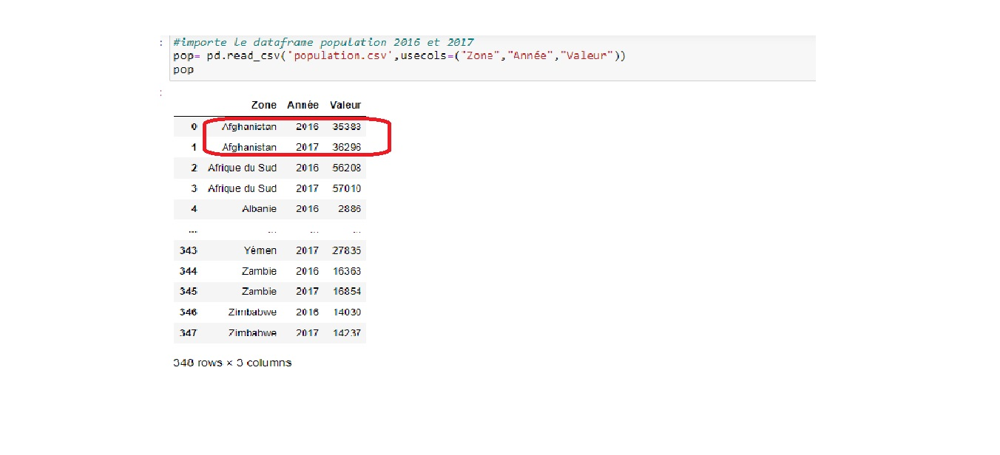 : #importe le dataframe population 2016 et 2017
pop= pd.read_csv('population.csv',usecols=("Zone","Année","Valeur"))
pop
:
Zone Année Valeur
0 Afghanistan 2016 35383
1 Afghanistan 2017 36296
2 Afrique du Sud 2016 56208
3 Afrique du Sud 2017 57010
4 Albanie 2016 2886
... ... ... ...
343 Yémen 2017 27835
344 Zambie 2016 16363
345 Zambie 2017 16854
346 Zimbabwe 2016 14030
347 Zimbabwe 2017 14237
348 rows × 3 columns